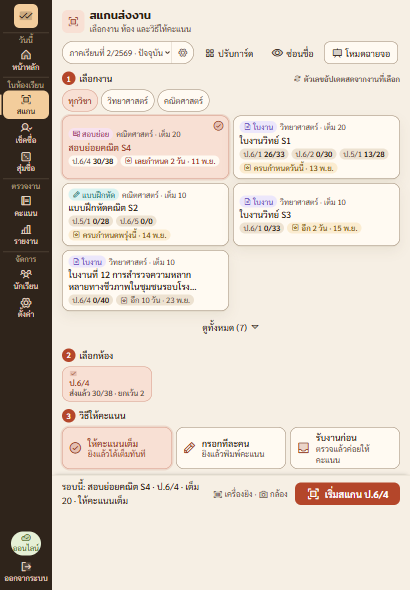 สแกนส่งงาน
เลือกงาน ห้อง และวิธีให้คะแนน
วันนี้
หน้าหลัก
ในห้องเรียน
สแกน
เช็คชื่อ
สุ่มชื่อ
ตรวจงาน
คะแนน
รายงาน
จัดการ
นักเรียน
ตั้งค่า
ออนไลน์
ออกจากระบบ
ภาคเรียนที่ 2/2569 · ปัจจุบัน
ปรับการ์ด
ซ่อนชื่อ
โหมดฉายจอ
1 เลือกงาน
ตัวเลขอัปเดตสดจากงานที่เลือก
ทุกวิชา
วิทยาศาสตร์
คณิตศาสตร์
สอบย่อย คณิตศาสตร์ · เต็ม 20
สอบย่อยคณิต S4
ป.6/4 30/38 เลยกำหนด 2 วัน · 11 พ.ย.
ใบงาน วิทยาศาสตร์ · เต็ม 10
ใบงานวิทย์ S1
ป.6/1 26/33 ป.6/2 0/30 ป.5/1 13/28
ครบกำหนดวันนี้ · 13 พ.ย.
แบบฝึกหัด คณิตศาสตร์ · เต็ม 10
แบบฝึกหัดคณิต S2
ป.5/1 0/28 ป.6/5 0/0
ครบกำหนดพรุ่งนี้ · 14 พ.ย.
ใบงาน วิทยาศาสตร์ · เต็ม 10
ใบงานวิทย์ S3
ป.6/1 0/33 อีก 2 วัน · 15 พ.ย.
ใบงาน วิทยาศาสตร์ · เต็ม 10
ใบงานที่ 12 การสำรวจความหลาก
หลายทางชีวภาพในชุมชนรอบโรง...
ป.6/4 0/40 อีก 10 วัน · 23 พ.ย.
ดูทั้งหมด (7)
2 เลือกห้อง
ป.6/4
ส่งแล้ว 30/38 · ยกเว้น 2
3 วิธีให้คะแนน
ให้คะแนนเต็ม
ยิงแล้วได้เต็มทันที
กรอกทีละคน
ยิงแล้วพิมพ์คะแนน
รับงานก่อน
ตรวจแล้วค่อยให้
คะแนน
รอบนี้: สอบย่อยคณิต S4 · ป.6/4 · เต็ม
20 · ให้คะแนนเต็ม
เครื่องยิง · กล้อง
เริ่มสแกน ป.6/4